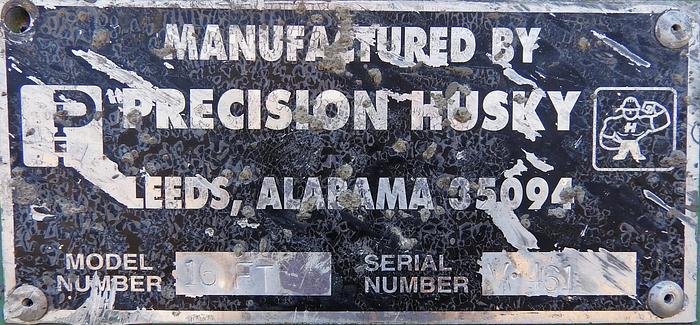 MANUFACTURED BY
PRECISION HUSKY
LEEDS, ALABAMA 35094
MODEL NUMBER 16 FT
SERIAL NUMBER